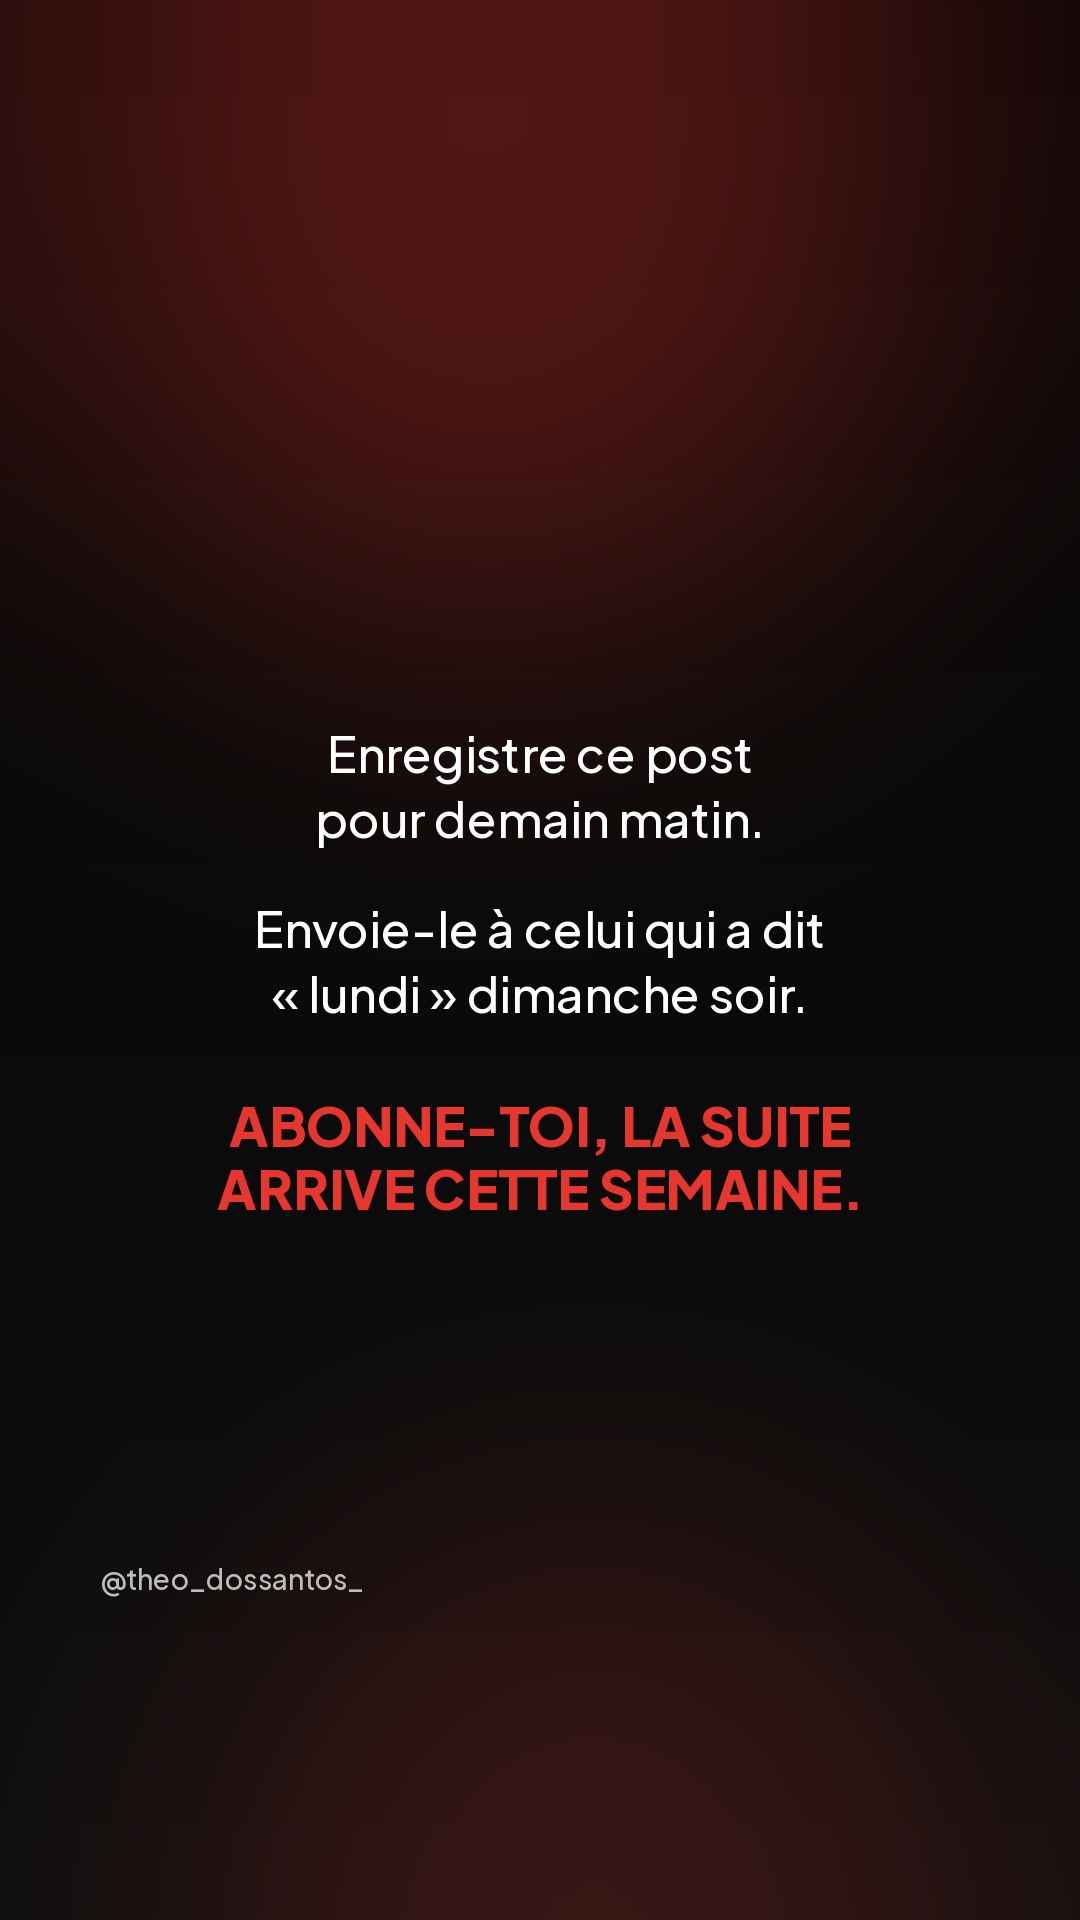 Enregistre ce post
pour demain matin.
Envoie-le à celui qui a dit
« lundi » dimanche soir.
ABONNE-TOI, LA SUITE
ARRIVE CETTE SEMAINE.
@theo_dossantos_